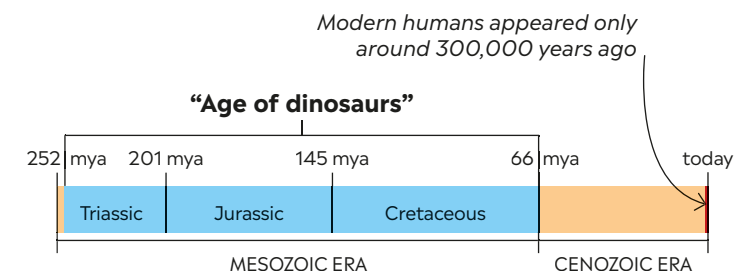 Modern humans appeared only
around 300,000 years ago
“Age of dinosaurs”
252 mya 201 mya 145 mya 66 mya today
Triassic Jurassic Cretaceous
MESOZOIC ERA CENOZOIC ERA